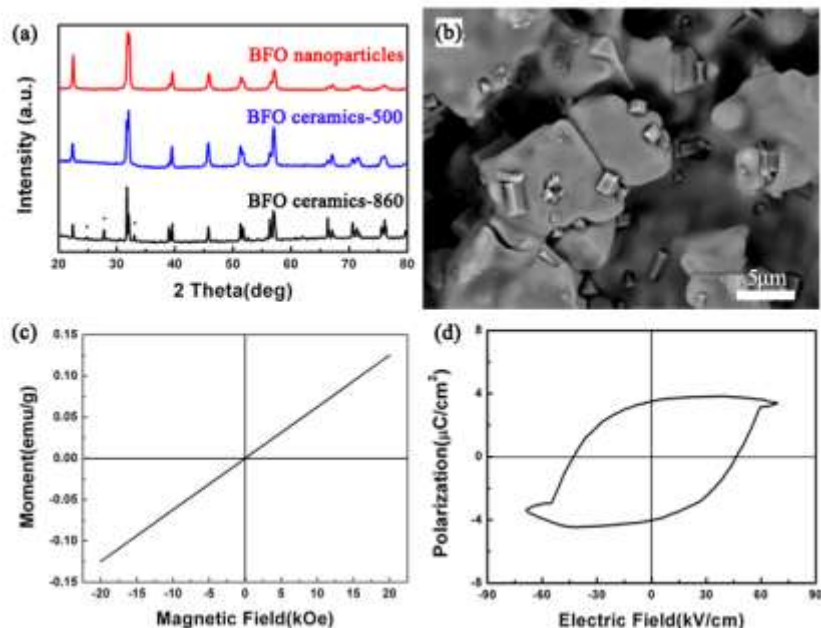 (a)
BFO nanoparticles
BFO ceramics-500
BFO ceramics-860
Intensity (a.u.)
20 30 40 50 60 70 80
2 Theta(deg)
(b)
5μm
(c)
0.15
0.10
0.05
0.00
-0.05
-0.10
-0.15
Moment(emu/g)
-20 -15 -10 -5 0 5 10 15 20
Magnetic Field(kOe)
(d)
8
4
0
-4
-8
Polarization(μC/cm²)
-90 -60 -30 0 30 60 90
Electric Field(kV/cm)